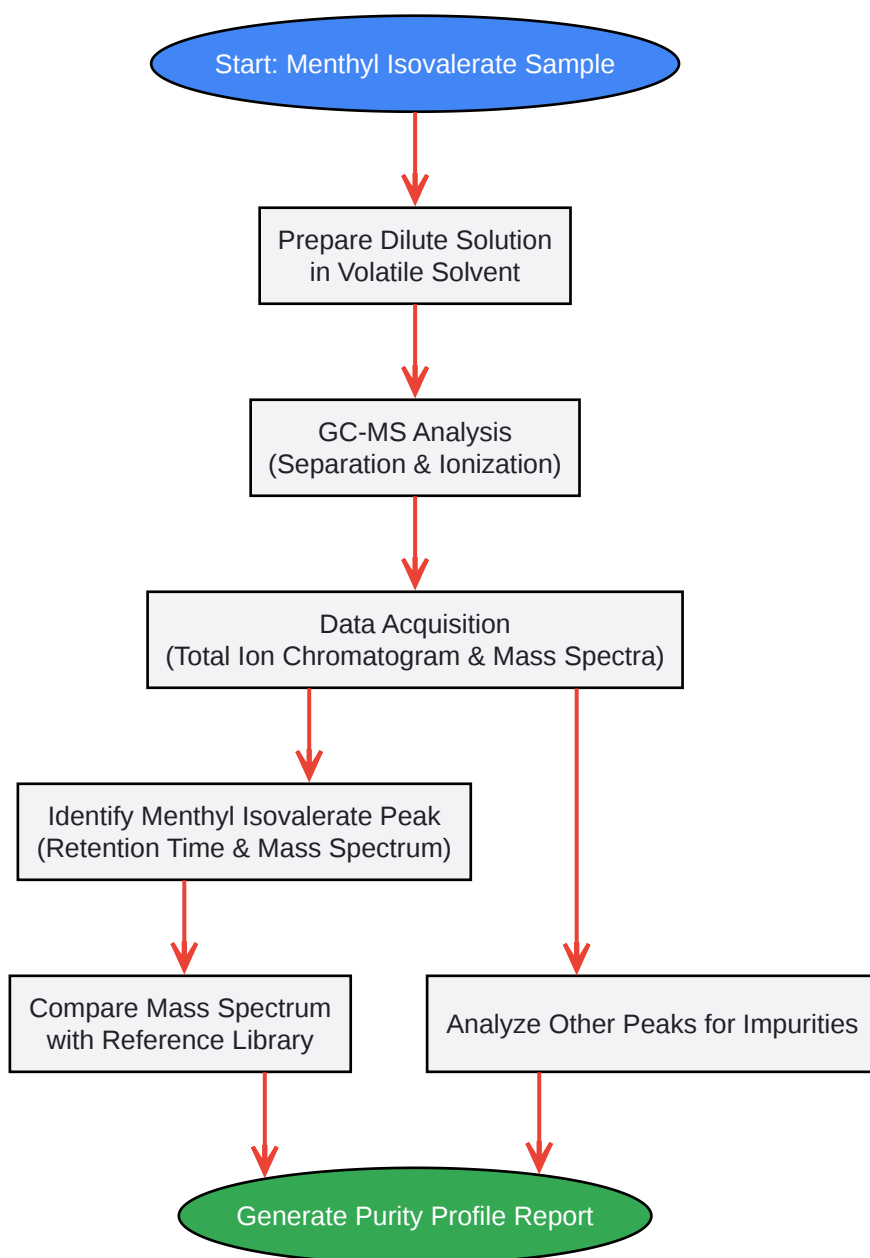 Start: Menthyl Isovalerate Sample
Prepare Dilute Solution
in Volatile Solvent
GC-MS Analysis
(Separation & Ionization)
Data Acquisition
(Total Ion Chromatogram & Mass Spectra)
Identify Menthyl Isovalerate Peak
(Retention Time & Mass Spectrum)
Compare Mass Spectrum
with Reference Library
Analyze Other Peaks for Impurities
Generate Purity Profile Report